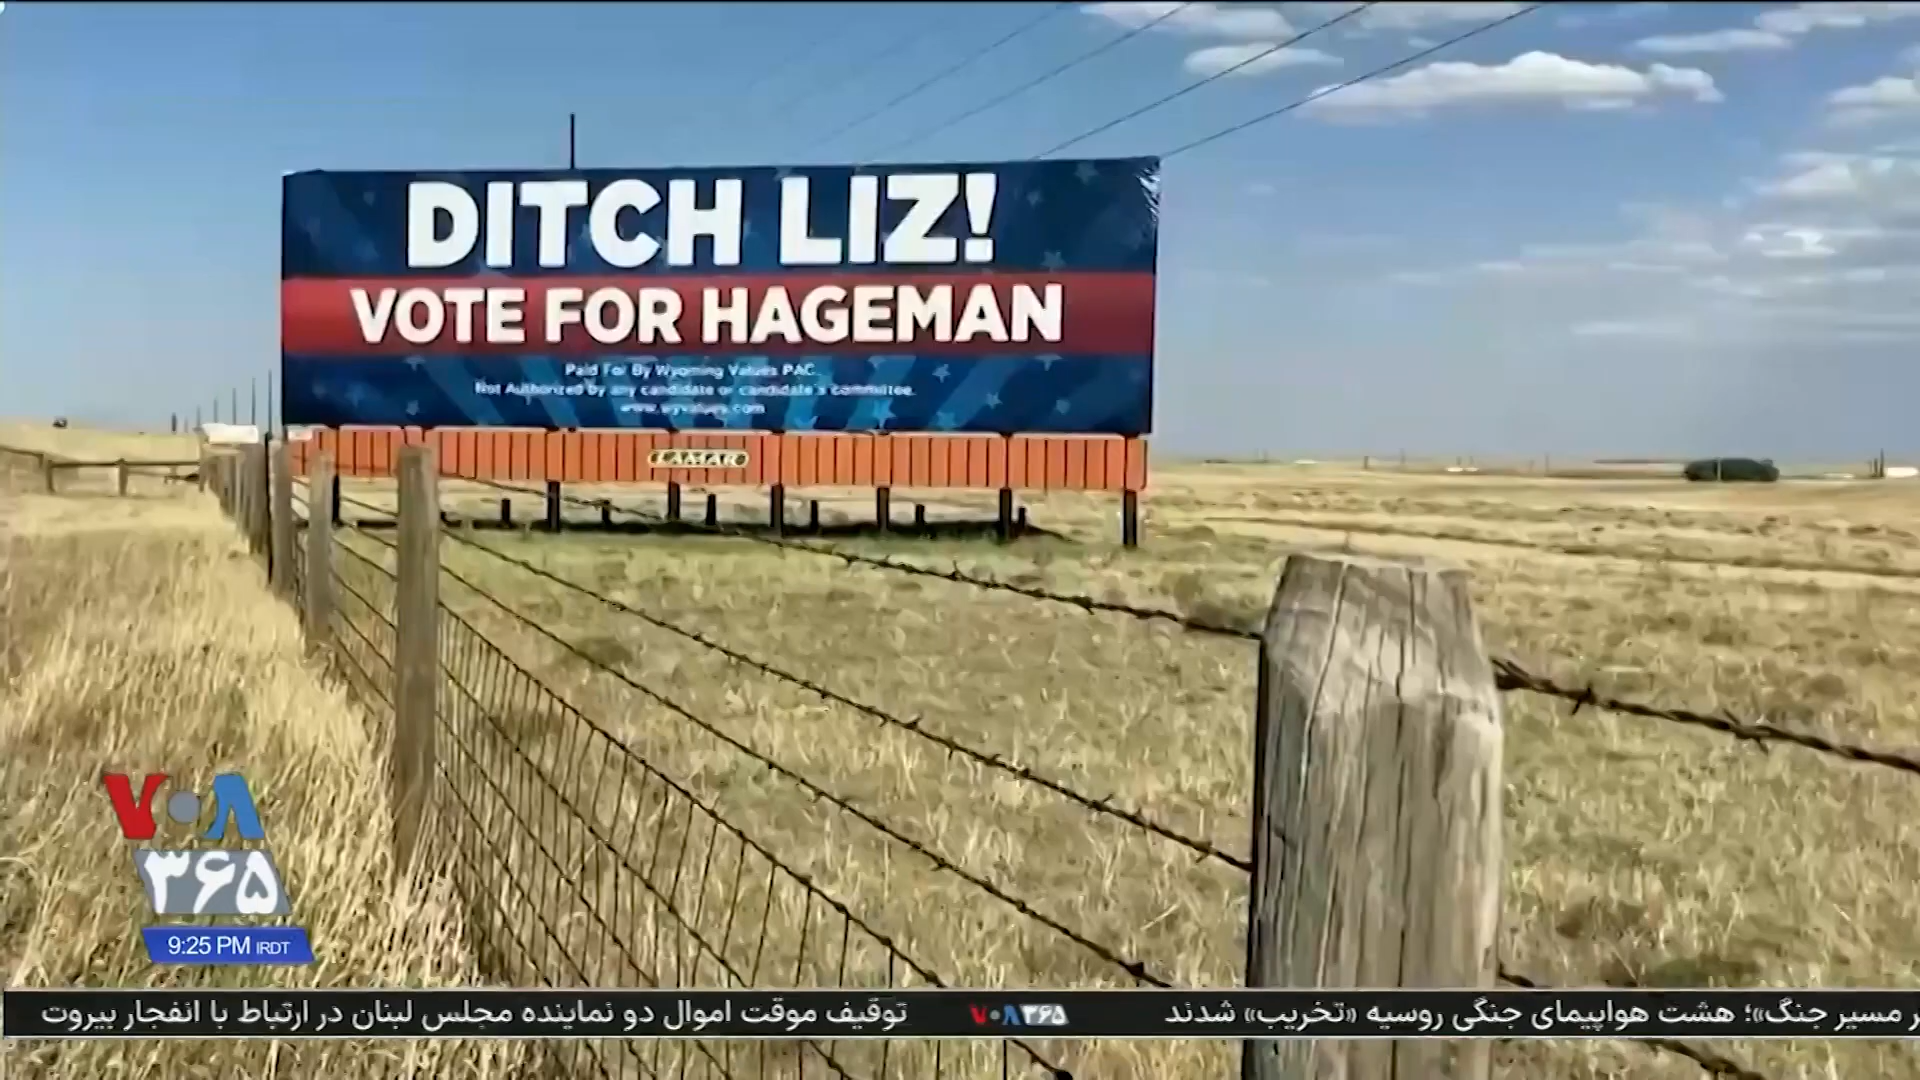 DITCH LIZ!
VOTE FOR HAGEMAN
Paid For By Wyoming Values PAC.
Not Authorized by any candidate or candidate's committee.
www.wyvalues.com
LAMAR
VOA
۳۶۵
9:25 PM IRDT
ر مسیر جنگ»؛ هشت هواپیمای جنگی روسیه «تخریب» شدند VOA۳۶۵ توقیف موقت اموال دو نماینده مجلس لبنان در ارتباط با انفجار بیروت